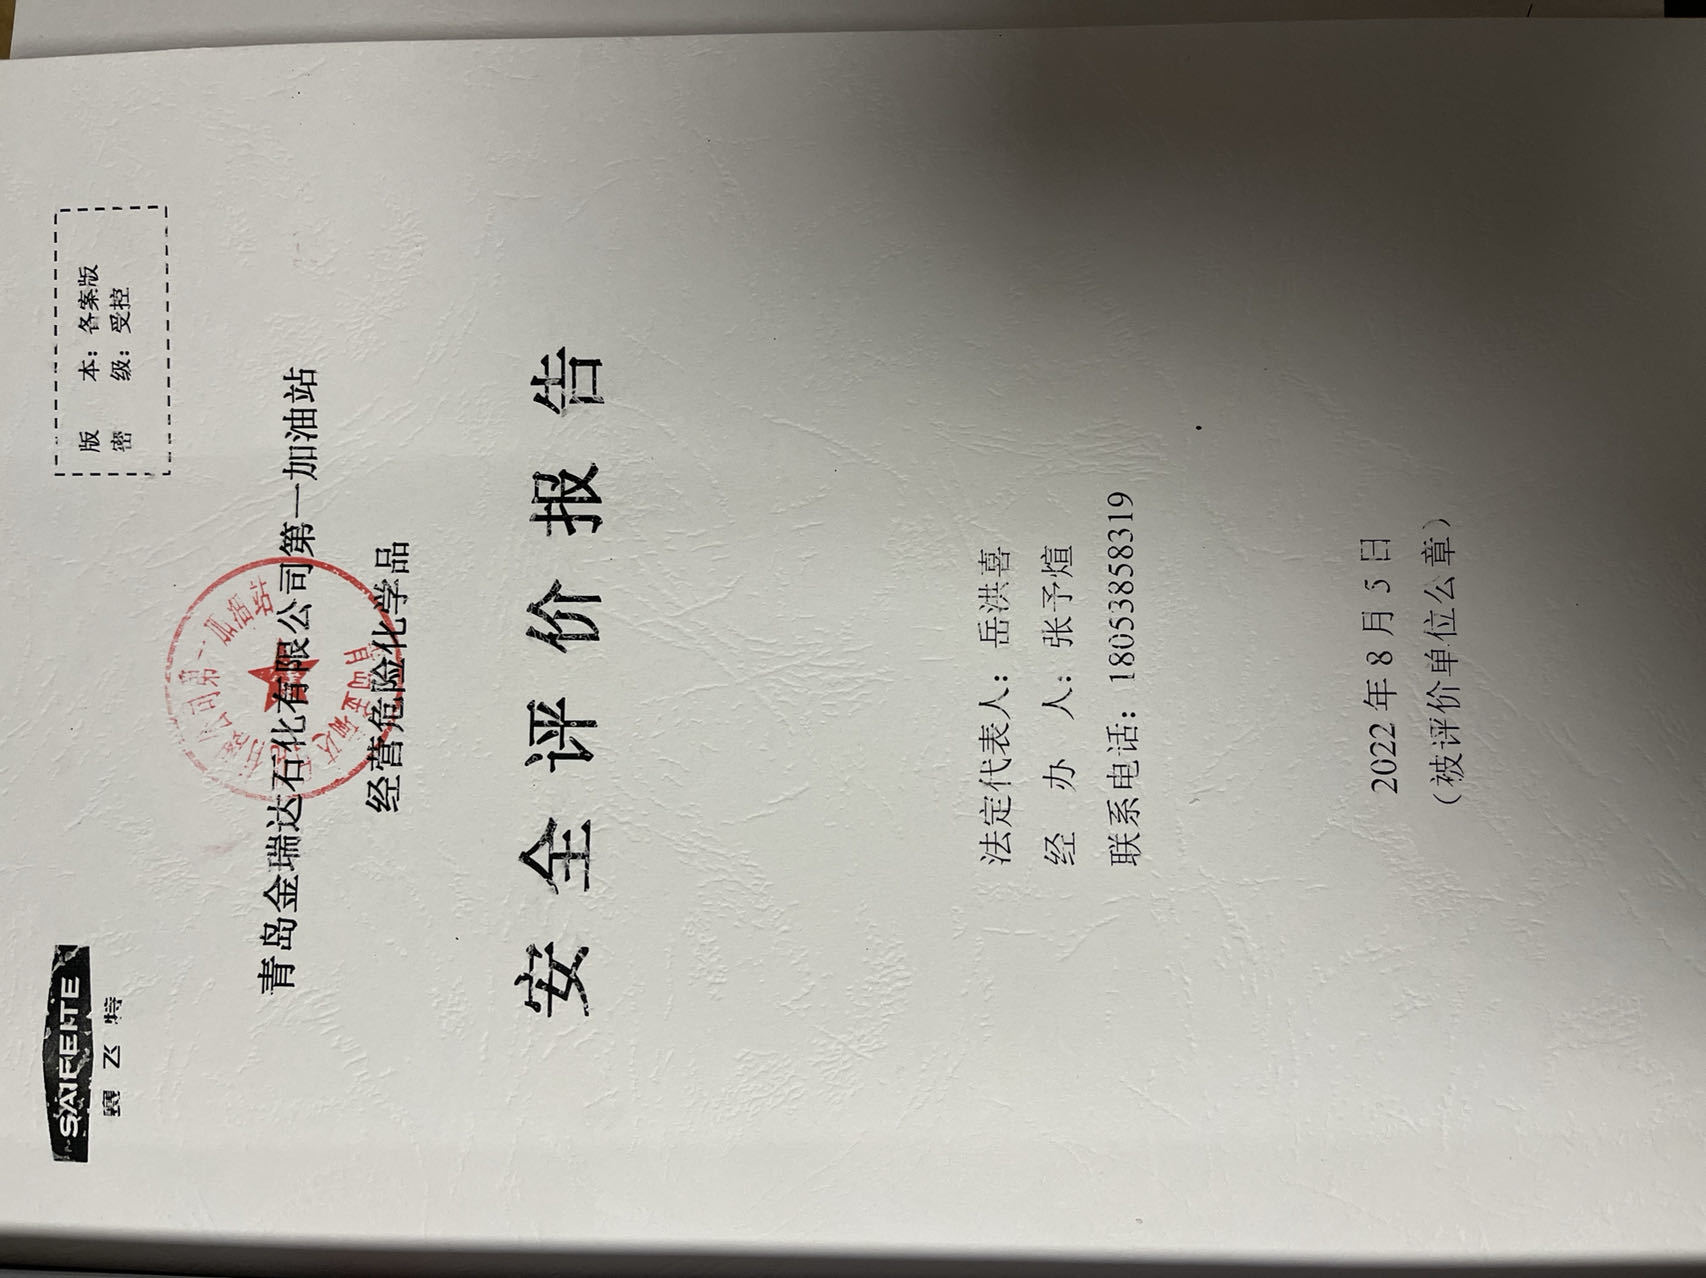 SAFEITE
赛飞特
版 本：备案版
密 级：受控
青岛金瑞达石化有限公司第一加油站
经营危险化学品
安全评价报告
法定代表人：岳洪喜
经 办 人：张予煊
联系电话：18053858319
2022年8月5日
（被评价单位公章）